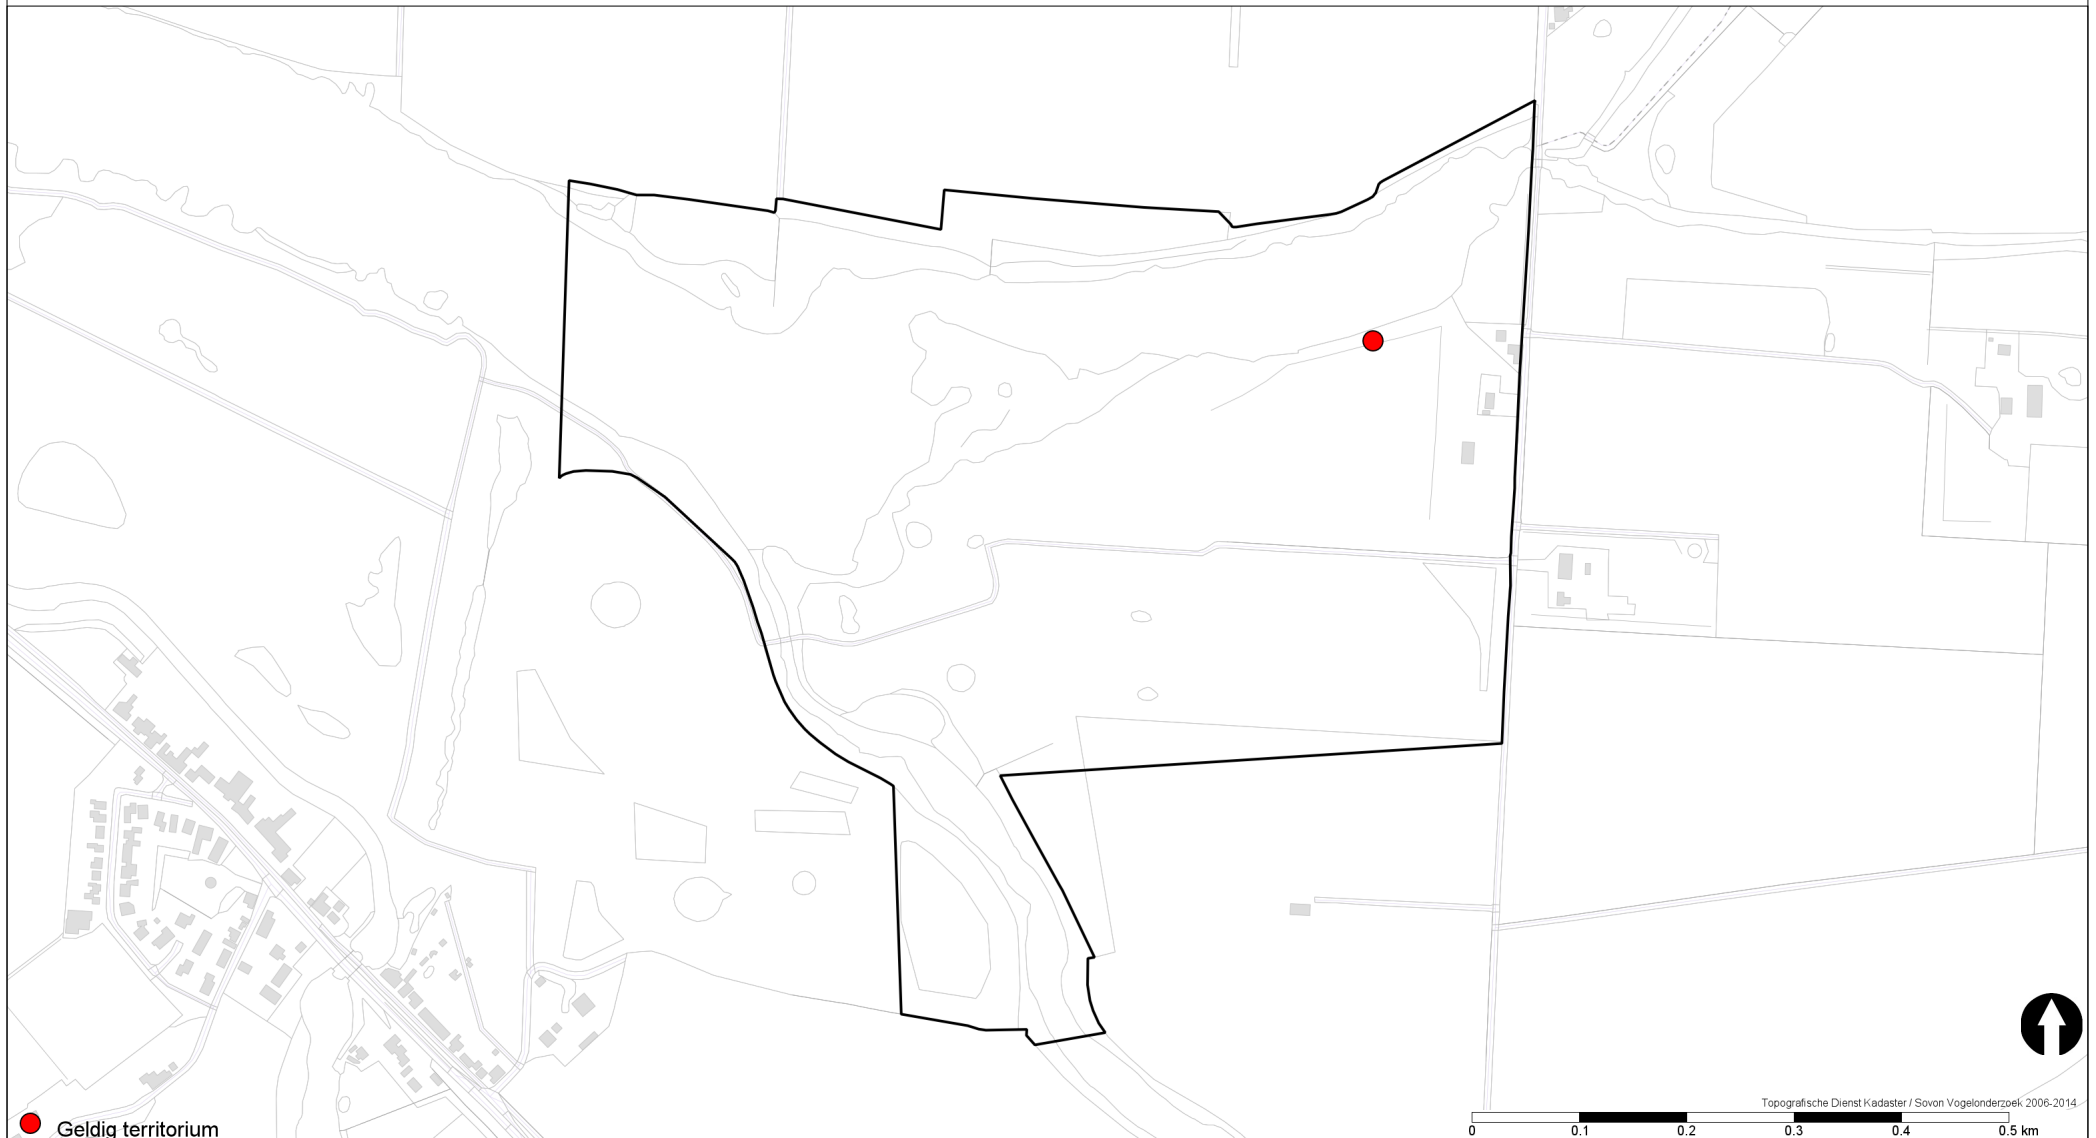 Topografische Dienst Kadaster / Sovon Vogelonderzoek 2006-2014
0 0.1 0.2 0.3 0.4 0.5 km
Geldig territorium